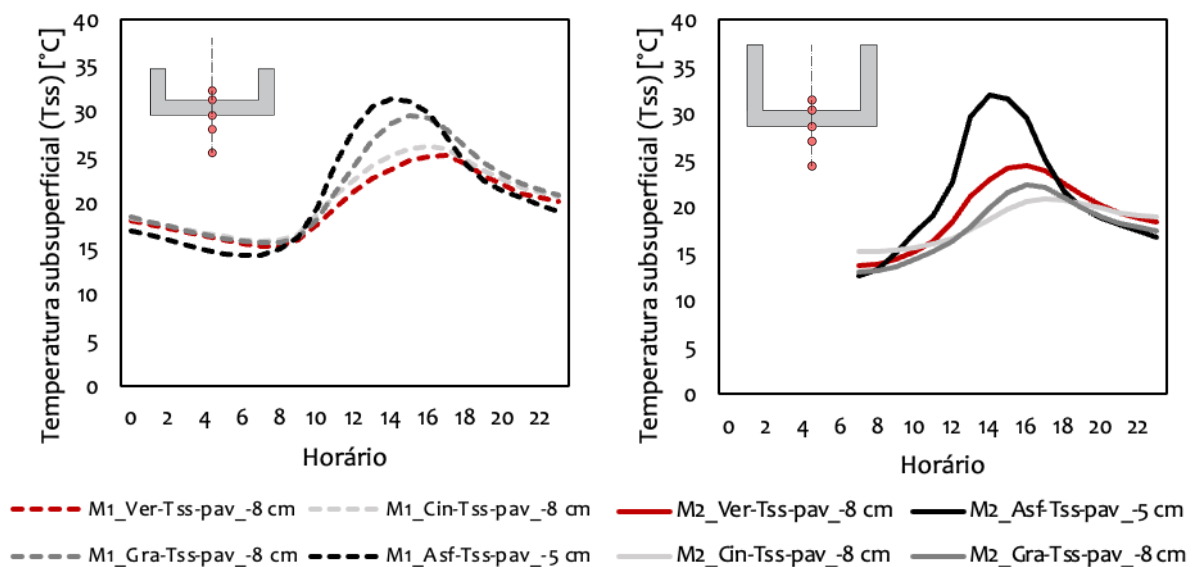 Temperatura subsuperficial (Tss) [°C]
40
35
30
25
20
15
10
5
0
0 2 4 6 8 10 12 14 16 18 20 22
Horário
Temperatura subsuperficial (Tss) [°C]
40
35
30
25
20
15
10
5
0
0 2 4 6 8 10 12 14 16 18 20 22
Horário
M1_Ver-Tss-pav_-8 cm M1_Cin-Tss-pav_-8 cm
M1_Gra-Tss-pav_-8 cm M1_Asf-Tss-pav_-5 cm
M2_Ver-Tss-pav_-8 cm M2_Asf-Tss-pav_-5 cm
M2_Cin-Tss-pav_-8 cm M2_Gra-Tss-pav_-8 cm